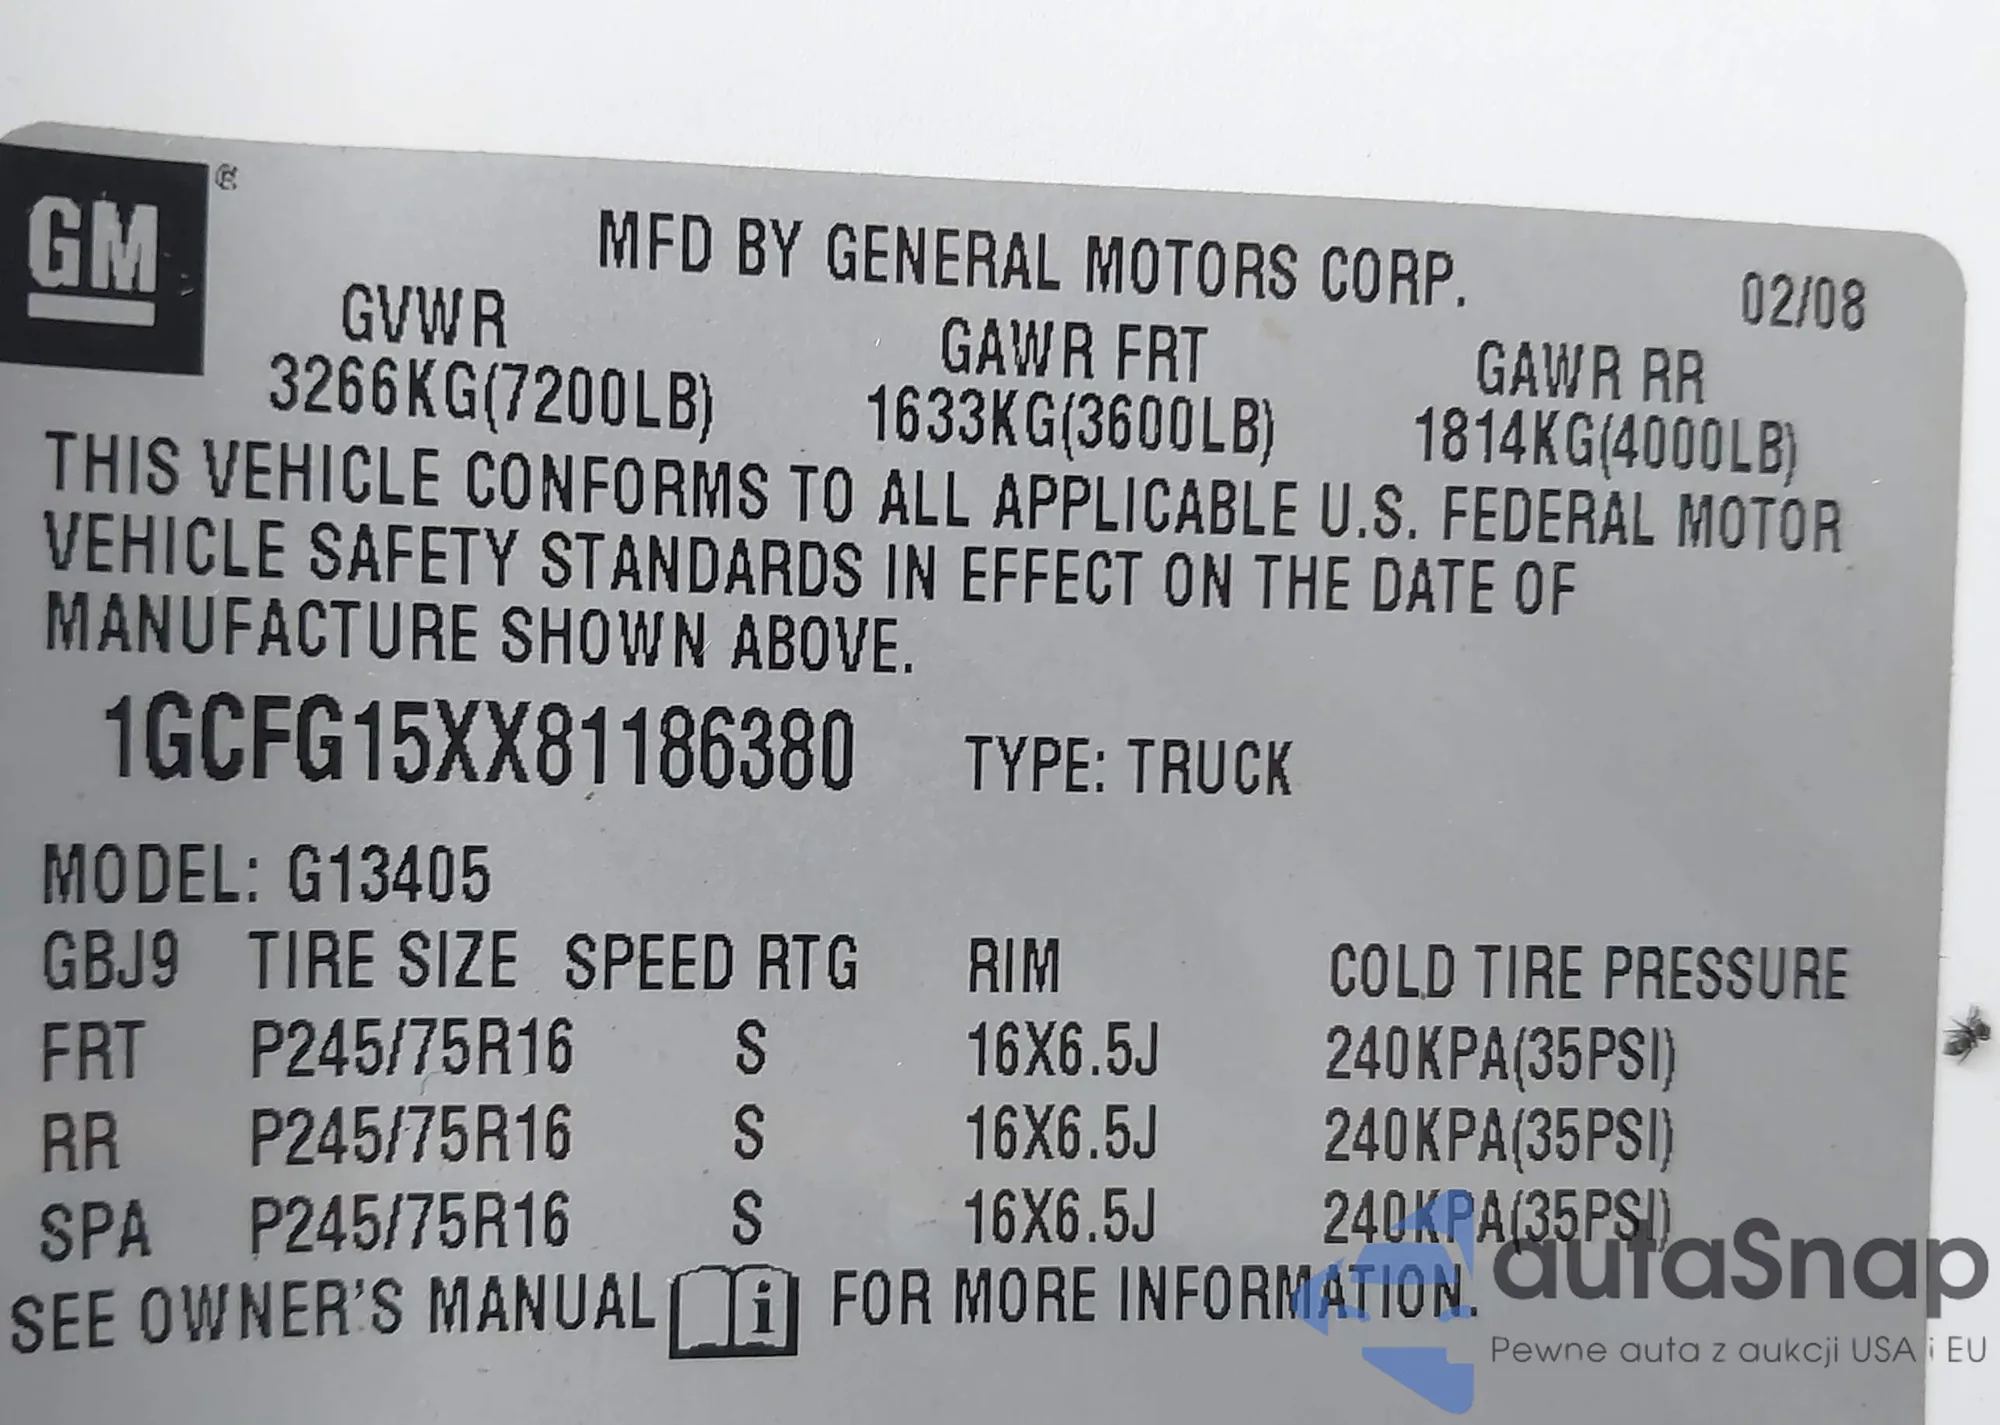 GM ®
MFD BY GENERAL MOTORS CORP. 02/08
GVWR GAWR FRT GAWR RR
3266KG(7200LB) 1633KG(3600LB) 1814KG(4000LB)
THIS VEHICLE CONFORMS TO ALL APPLICABLE U.S. FEDERAL MOTOR
VEHICLE SAFETY STANDARDS IN EFFECT ON THE DATE OF
MANUFACTURE SHOWN ABOVE.
1GCFG15XX81186380 TYPE: TRUCK
MODEL: G13405
GBJ9 TIRE SIZE SPEED RTG RIM COLD TIRE PRESSURE
FRT P245/75R16 S 16X6.5J 240KPA(35PSI)
RR P245/75R16 S 16X6.5J 240KPA(35PSI)
SPA P245/75R16 S 16X6.5J 240KPA(35PSI)
SEE OWNER'S MANUAL i FOR MORE INFORMATION.
autaSnap
Pewne auta z aukcji USA i EU